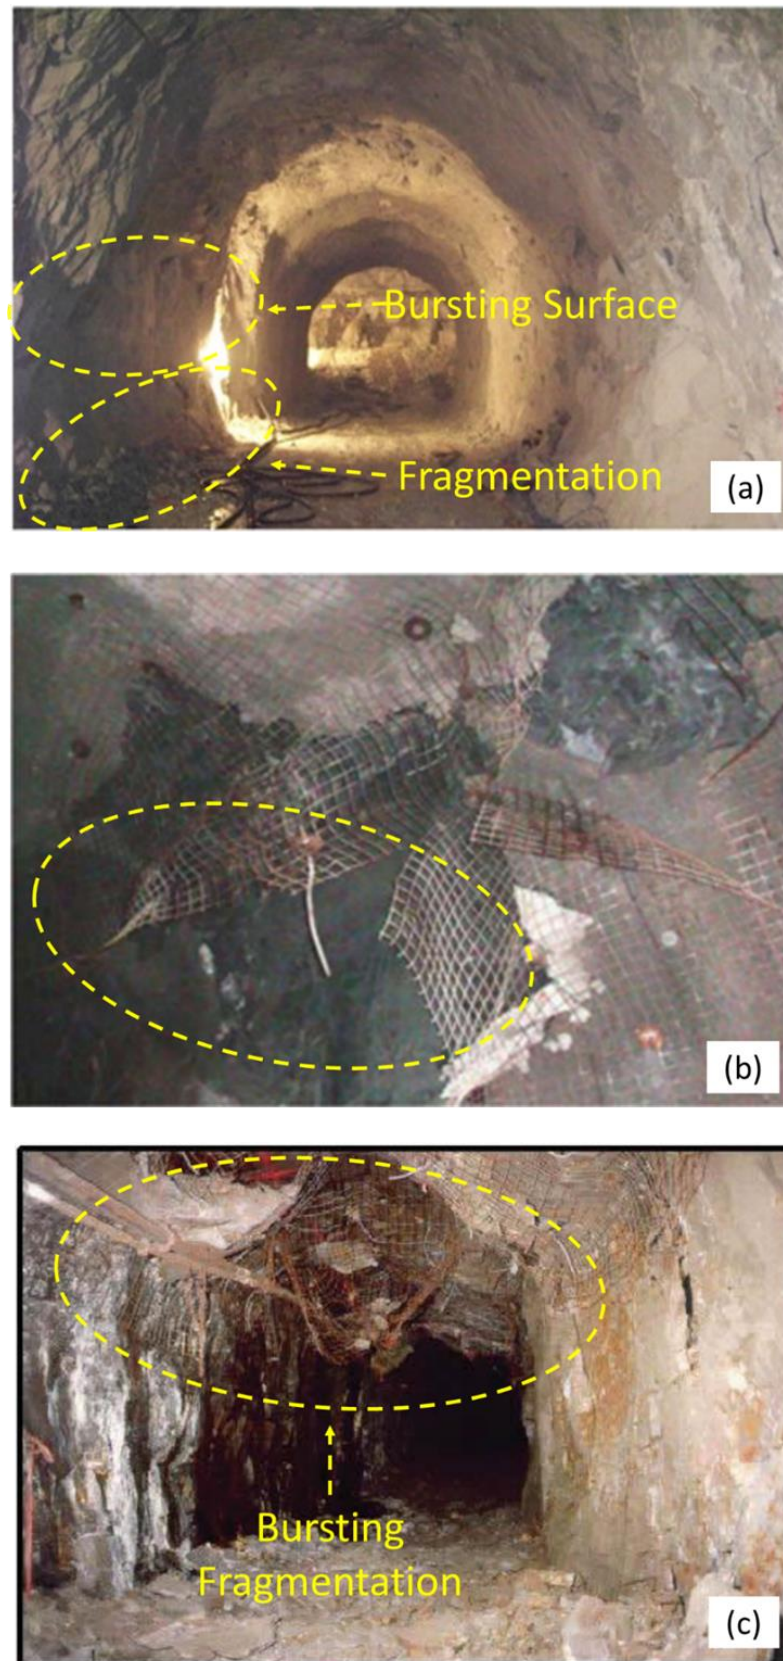 Bursting Surface
Fragmentation
(a)
(b)
Bursting
Fragmentation
(c)